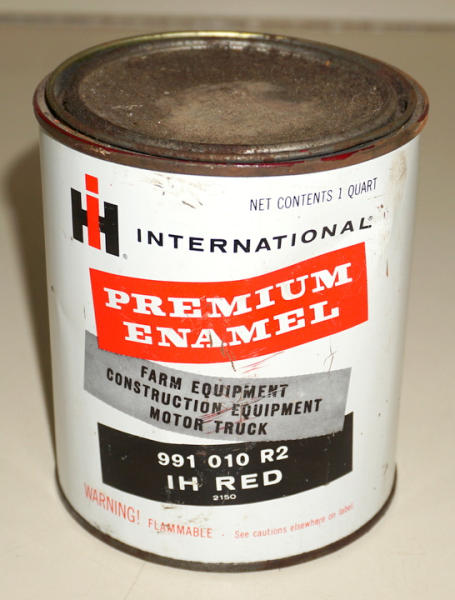 NET CONTENTS 1 QUART
IH ® INTERNATIONAL®
PREMIUM
ENAMEL
FARM EQUIPMENT
CONSTRUCTION EQUIPMENT
MOTOR TRUCK
991 010 R2
IH RED
2150
WARNING! FLAMMABLE - See cautions elsewhere on label.